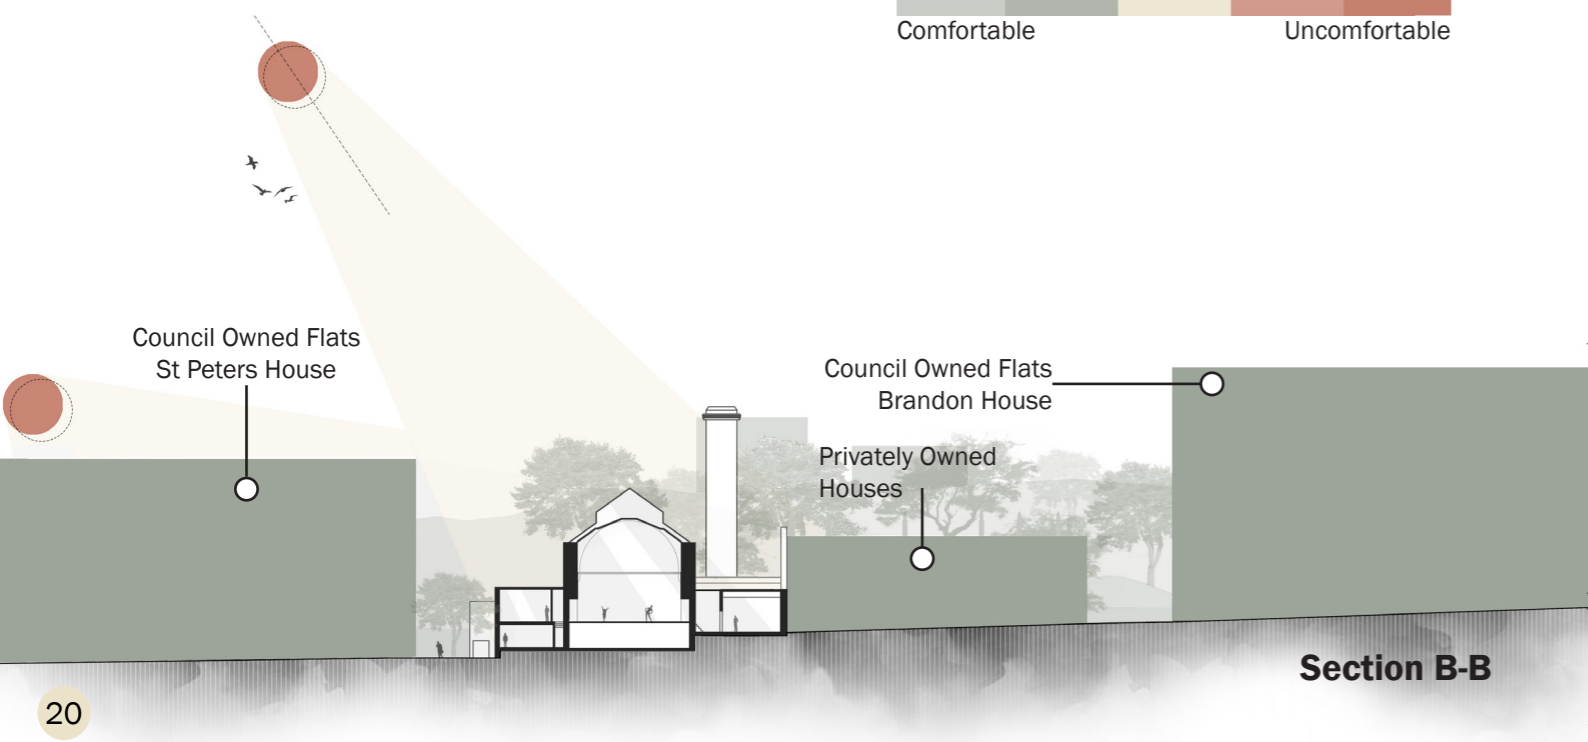 Comfortable
Uncomfortable
Council Owned Flats
St Peters House
Council Owned Flats
Brandon House
Privately Owned
Houses
Section B-B
20